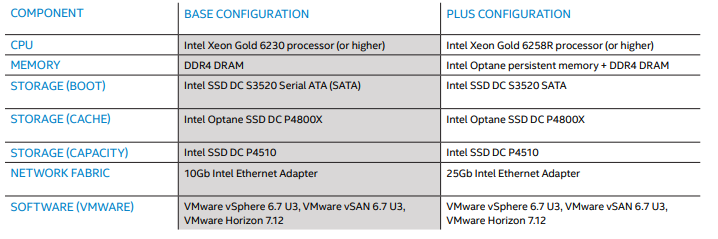 COMPONENT BASE CONFIGURATION PLUS CONFIGURATION
CPU Intel Xeon Gold 6230 processor (or higher) Intel Xeon Gold 6258R processor (or higher)
MEMORY DDR4 DRAM Intel Optane persistent memory + DDR4 DRAM
STORAGE (BOOT) Intel SSD DC S3520 Serial ATA (SATA) Intel SSD DC S3520 SATA
STORAGE (CACHE) Intel Optane SSD DC P4800X Intel Optane SSD DC P4800X
STORAGE (CAPACITY) Intel SSD DC P4510 Intel SSD DC P4510
NETWORK FABRIC 10Gb Intel Ethernet Adapter 25Gb Intel Ethernet Adapter
SOFTWARE (VMWARE) VMware vSphere 6.7 U3, VMware vSAN 6.7 U3, VMware vSphere 6.7 U3, VMware vSAN 6.7 U3,
VMware Horizon 7.12 VMware Horizon 7.12